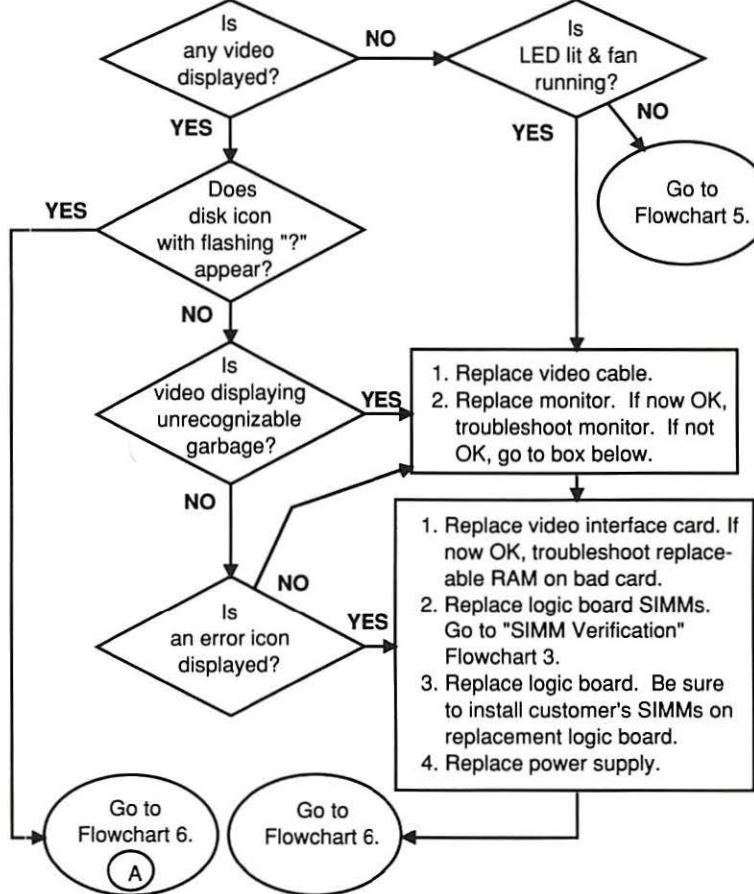 Is
any video
displayed?
NO
Is
LED lit & fan
running?
YES
YES
NO
Go to
Flowchart 5.
YES
Does
disk icon
with flashing "?"
appear?
NO
Is
video displaying
unrecognizable
garbage?
YES
1. Replace video cable.
2. Replace monitor. If now OK,
troubleshoot monitor. If not
OK, go to box below.
NO
NO
Is
an error icon
displayed?
YES
1. Replace video interface card. If
now OK, troubleshoot replace-
able RAM on bad card.
2. Replace logic board SIMMs.
Go to "SIMM Verification"
Flowchart 3.
3. Replace logic board. Be sure
to install customer's SIMMs on
replacement logic board.
4. Replace power supply.
Go to
Flowchart 6.
A
Go to
Flowchart 6.